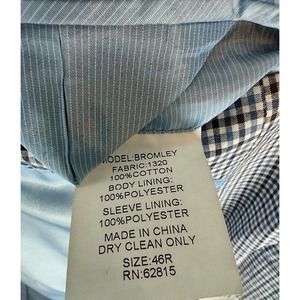 MODEL:BROMLEY
FABRIC:1320
100%COTTON
BODY LINING:
100%POLYESTER
SLEEVE LINING:
100%POLYESTER
MADE IN CHINA
DRY CLEAN ONLY
SIZE:46R
RN:62815